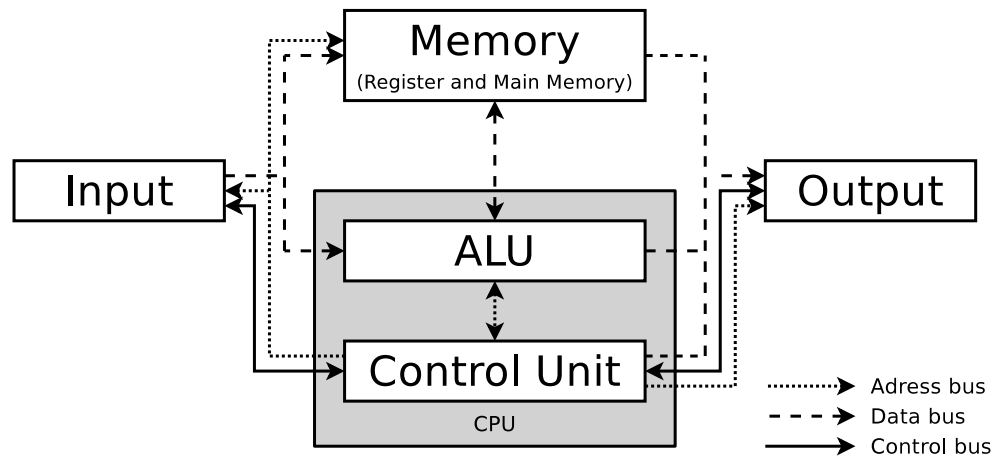 Memory
(Register and Main Memory)
Input
Output
ALU
Control Unit
CPU
Adress bus
Data bus
Control bus